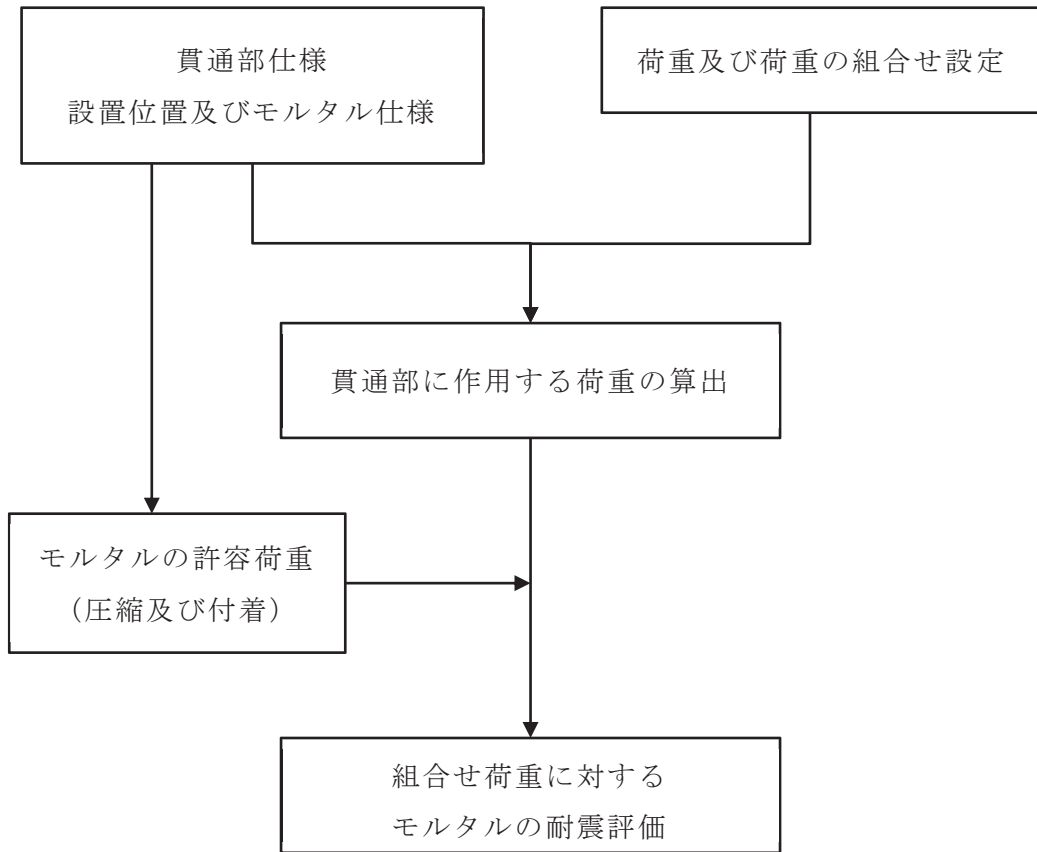 貫通部仕様
設置位置及びモルタル仕様
荷重及び荷重の組合せ設定
貫通部に作用する荷重の算出
モルタルの許容荷重
（圧縮及び付着）
組合せ荷重に対する
モルタルの耐震評価